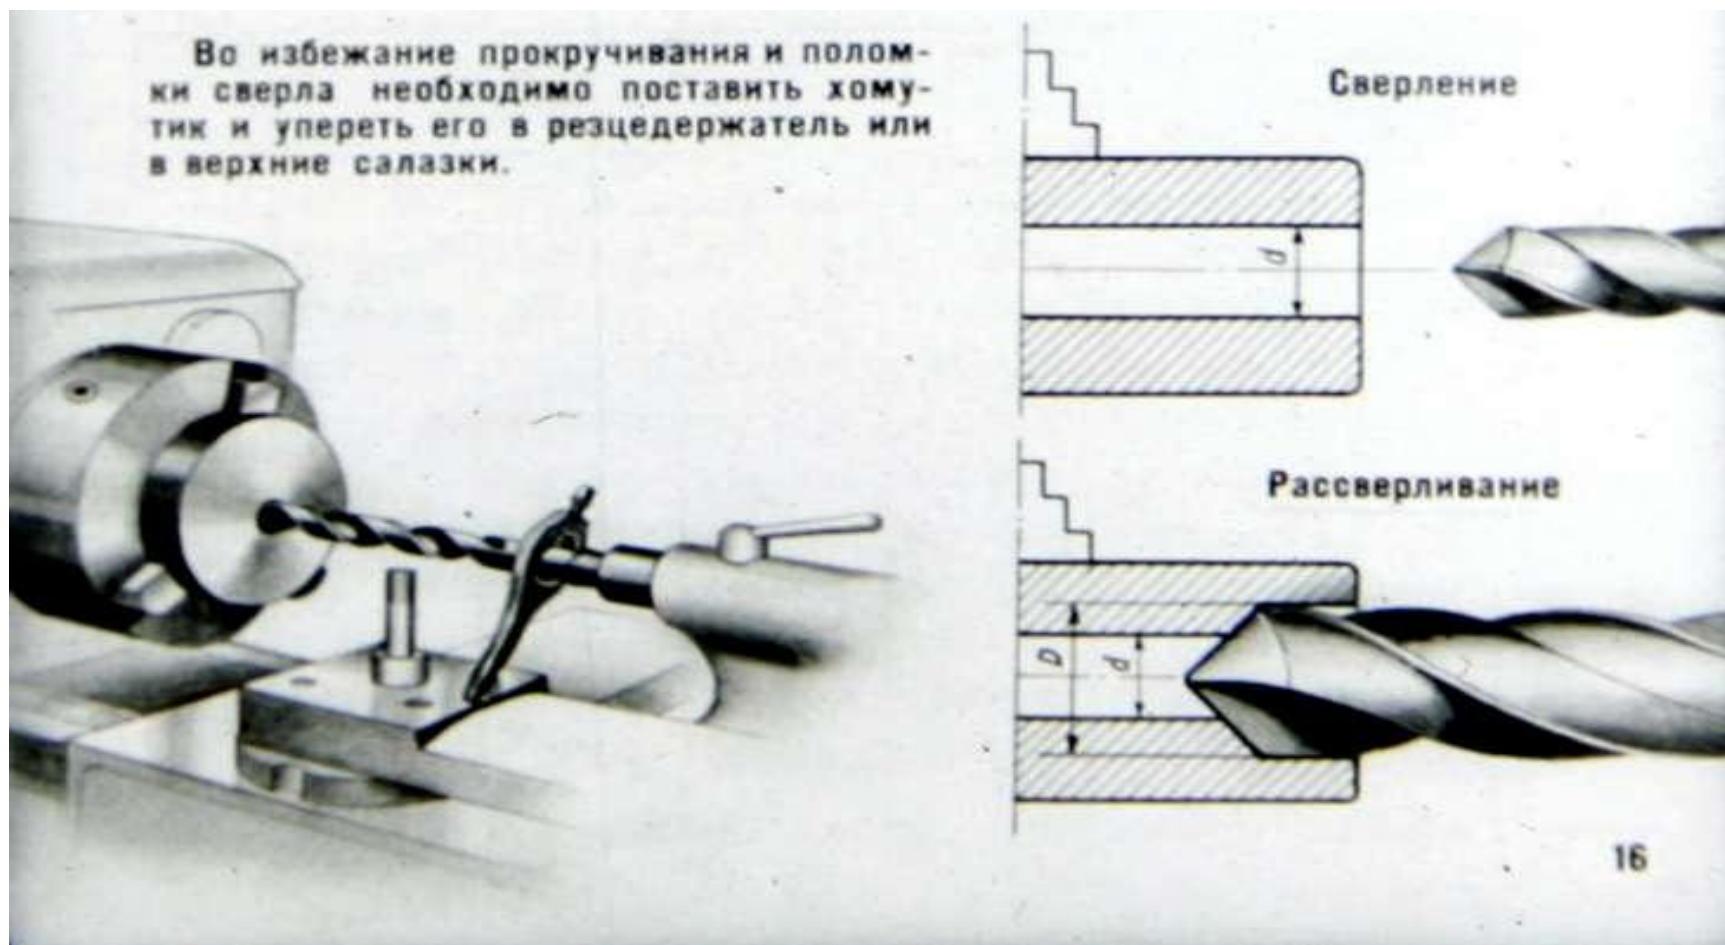 Во избежание прокручивания и полом-
ки сверла необходимо поставить хому-
тик и упереть его в резцедержатель или
в верхние салазки.
Сверление
d
Рассверливание
D
d
16